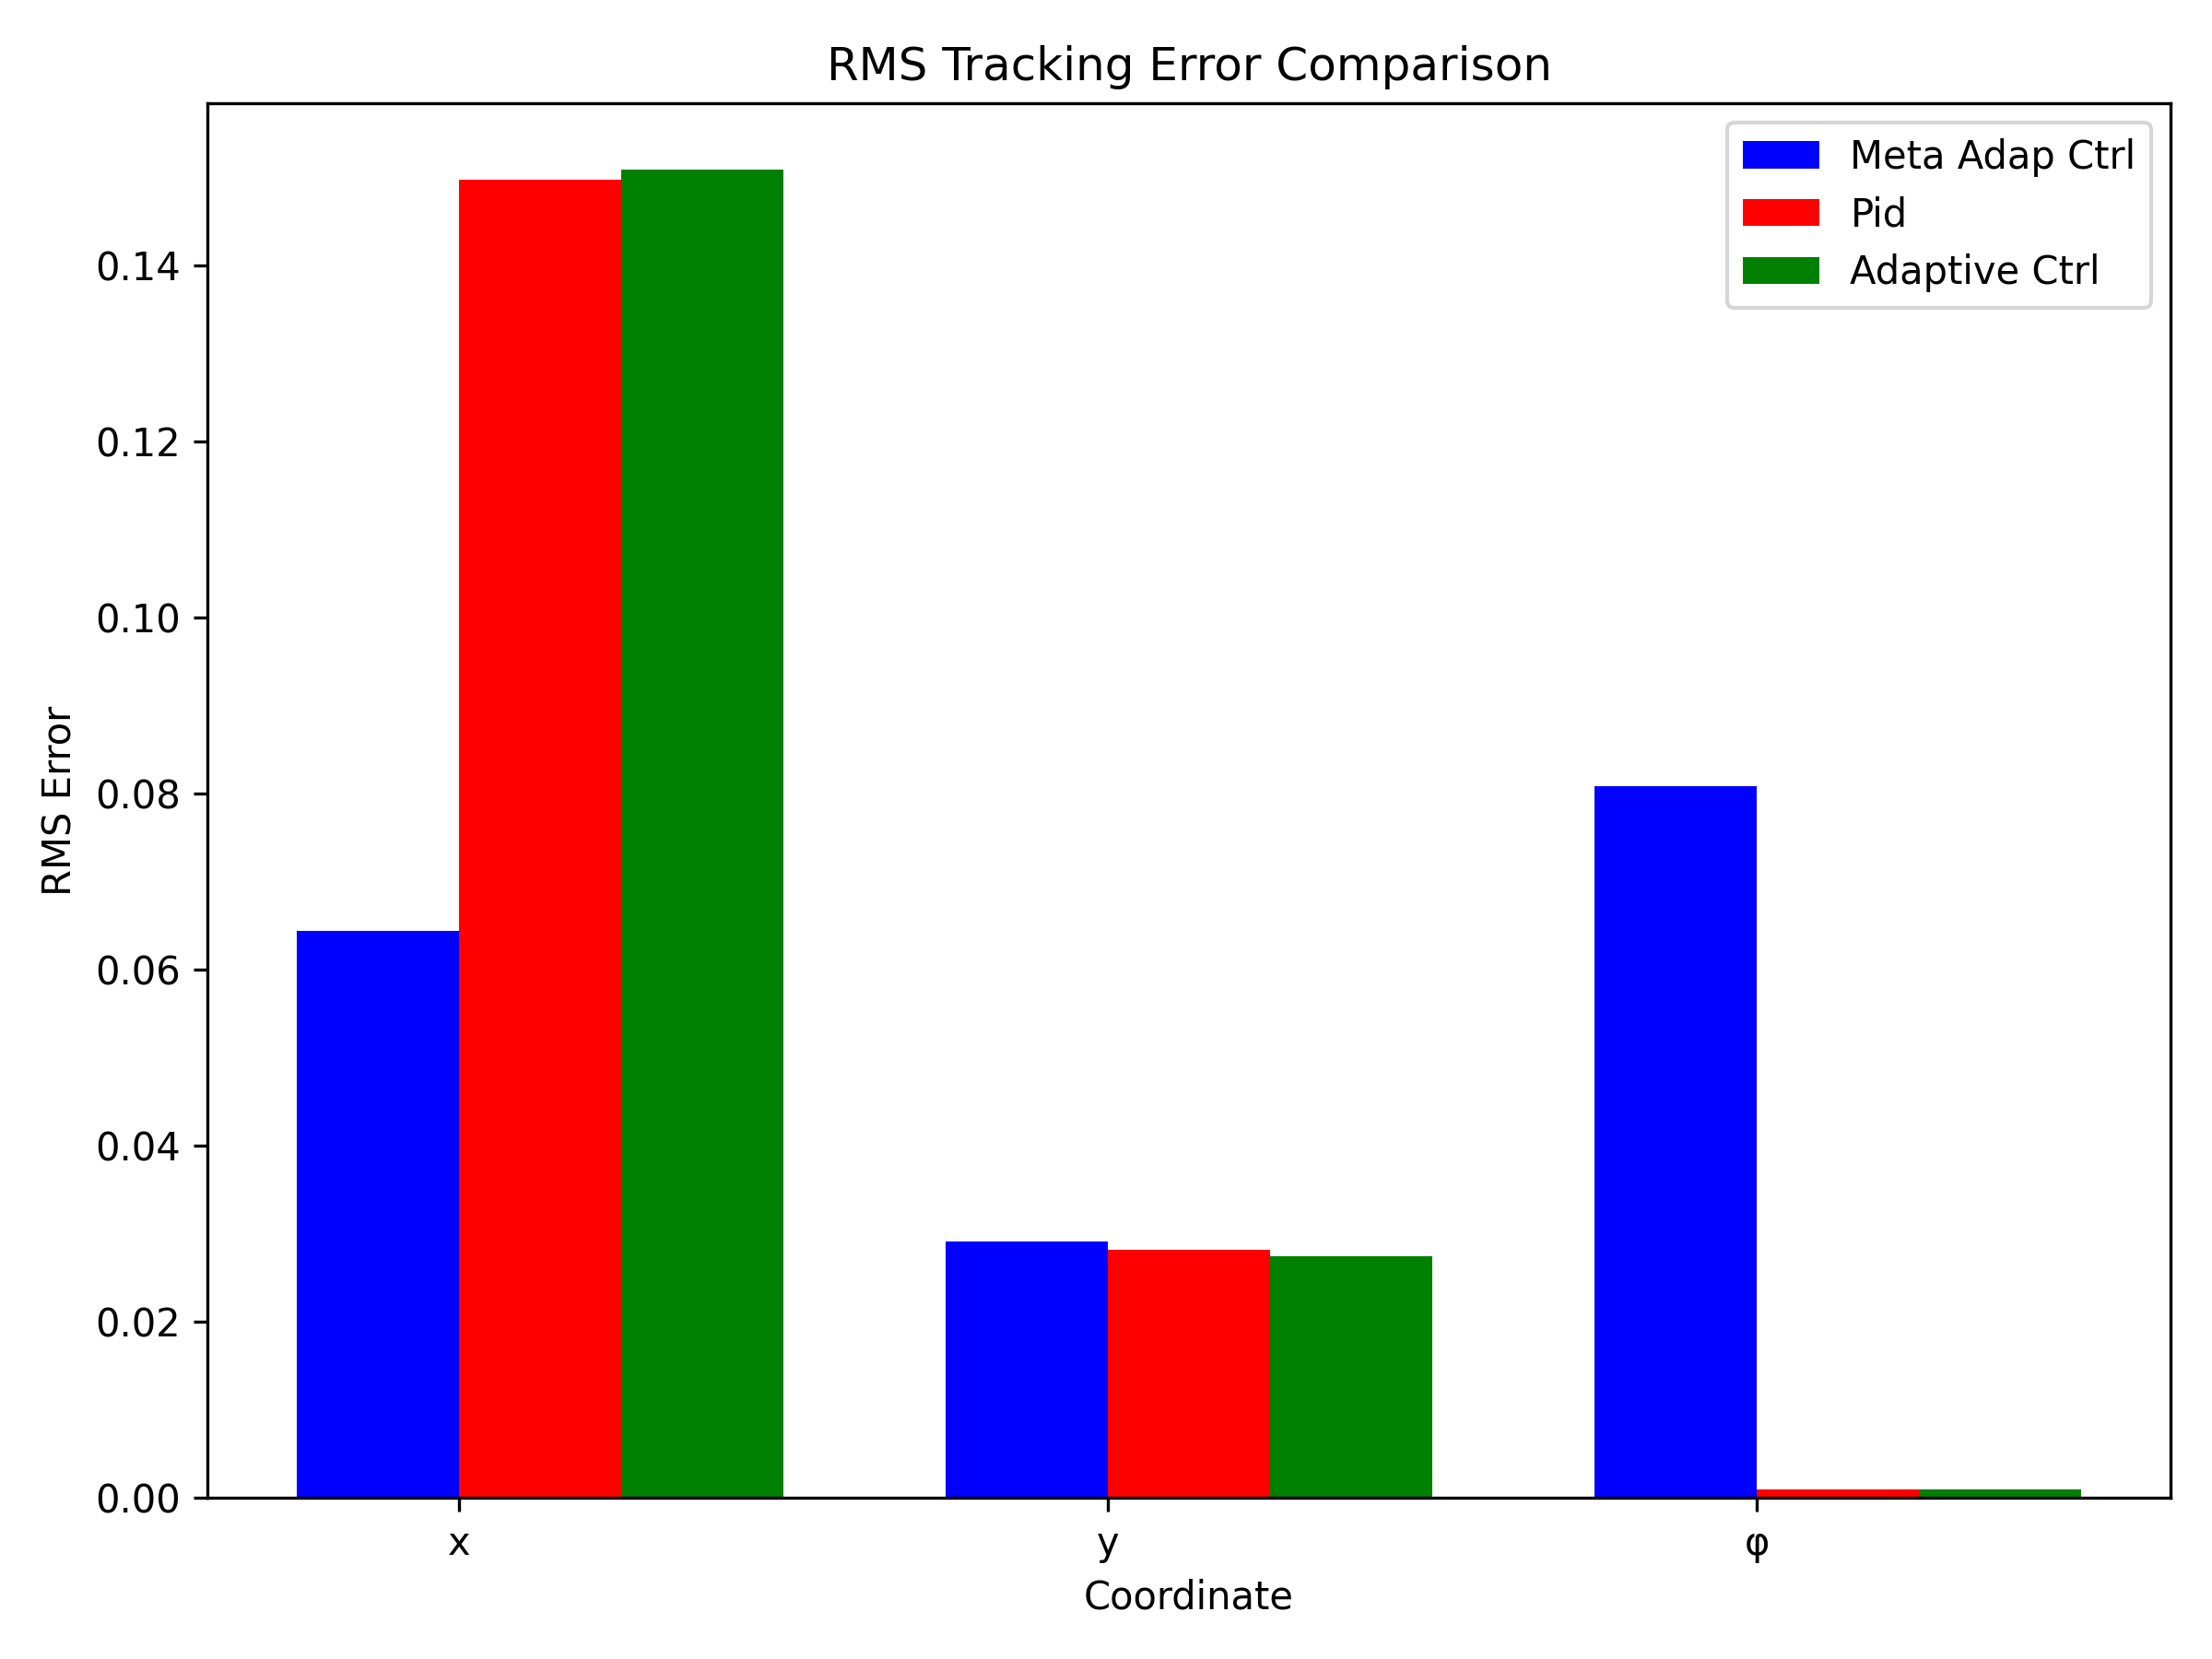 RMS Tracking Error Comparison
Meta Adap Ctrl
Pid
Adaptive Ctrl
RMS Error
0.14
0.12
0.10
0.08
0.06
0.04
0.02
0.00
x
y
φ
Coordinate